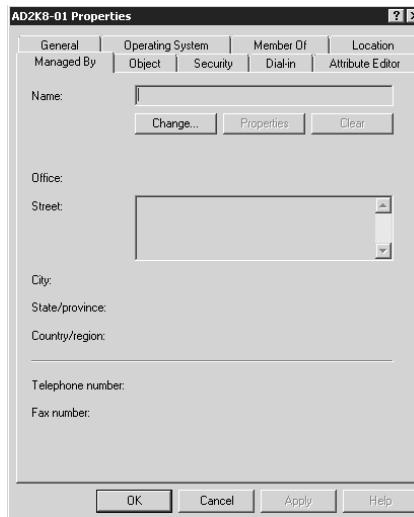 AD2K8-01 Properties
General Operating System Member Of Location
Managed By Object Security Dial-in Attribute Editor
Name:
Change... Properties Clear
Office:
Street:
City:
State/province:
Country/region:
Telephone number:
Fax number:
OK Cancel Apply Help